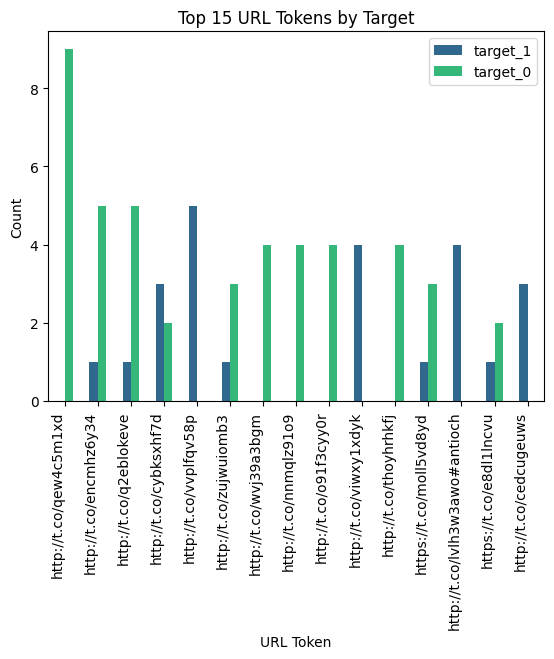 Top 15 URL Tokens by Target
target_1
target_0
Count
8
6
4
2
0
http://t.co/qew4c5m1xd
http://t.co/encmhz6y34
http://t.co/q2eblokeve
http://t.co/cybksxhf7d
http://t.co/vvplfqv58p
http://t.co/zujwuiomb3
http://t.co/wvj39a3bgm
http://t.co/nnmqlz91o9
http://t.co/o91f3cyy0r
http://t.co/viwxy1xdyk
http://t.co/thoyhrhkfj
https://t.co/moll5vd8yd
http://t.co/lvlh3w3awo#antioch
https://t.co/e8dl1lncvu
http://t.co/cedcugeuws
URL Token